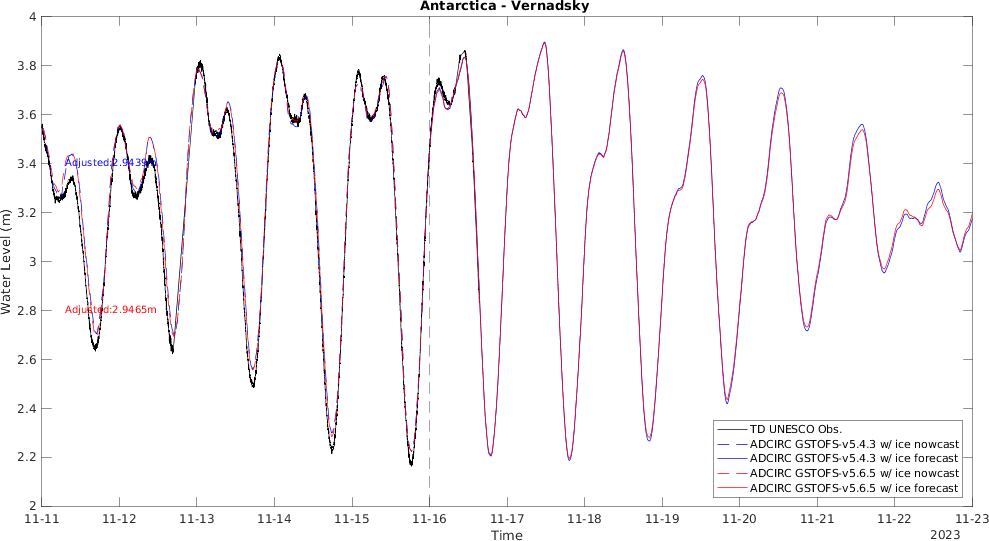 Antarctica - Vernadsky
4
3.8
3.6
3.4
3.2
3
2.8
2.6
2.4
2.2
2
Water Level (m)
Adjusted:2.9439m
Adjusted:2.9465m
TD UNESCO Obs.
ADCIRC GSTOFS-v5.4.3 w/ ice nowcast
ADCIRC GSTOFS-v5.4.3 w/ ice forecast
ADCIRC GSTOFS-v5.6.5 w/ ice nowcast
ADCIRC GSTOFS-v5.6.5 w/ ice forecast
11-11 11-12 11-13 11-14 11-15 11-16 11-17 11-18 11-19 11-20 11-21 11-22 11-23
Time
2023